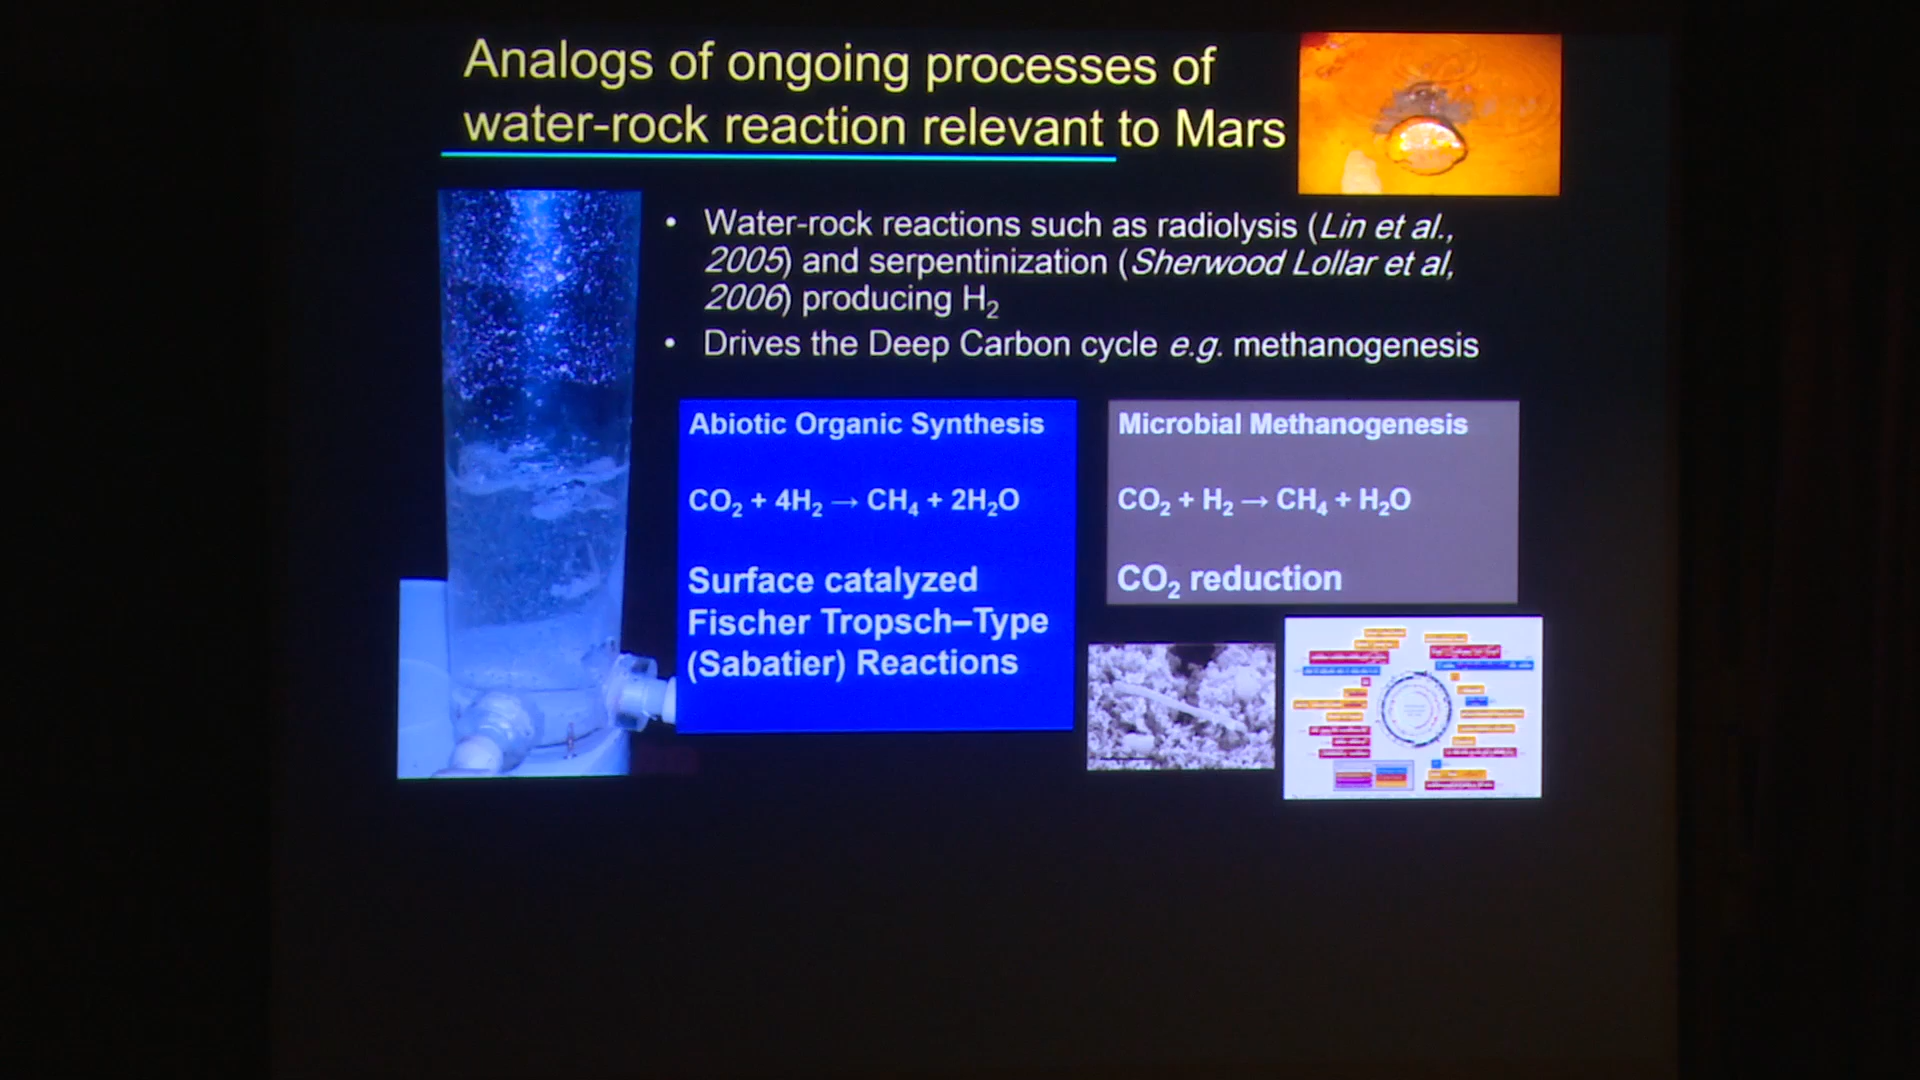 Analogs of ongoing processes of
water-rock reaction relevant to Mars
• Water-rock reactions such as radiolysis (Lin et al.,
2005) and serpentinization (Sherwood Lollar et al,
2006) producing H₂
• Drives the Deep Carbon cycle e.g. methanogenesis
Abiotic Organic Synthesis
CO₂ + 4H₂ → CH₄ + 2H₂O
Surface catalyzed
Fischer Tropsch–Type
(Sabatier) Reactions
Microbial Methanogenesis
CO₂ + H₂ → CH₄ + H₂O
CO₂ reduction